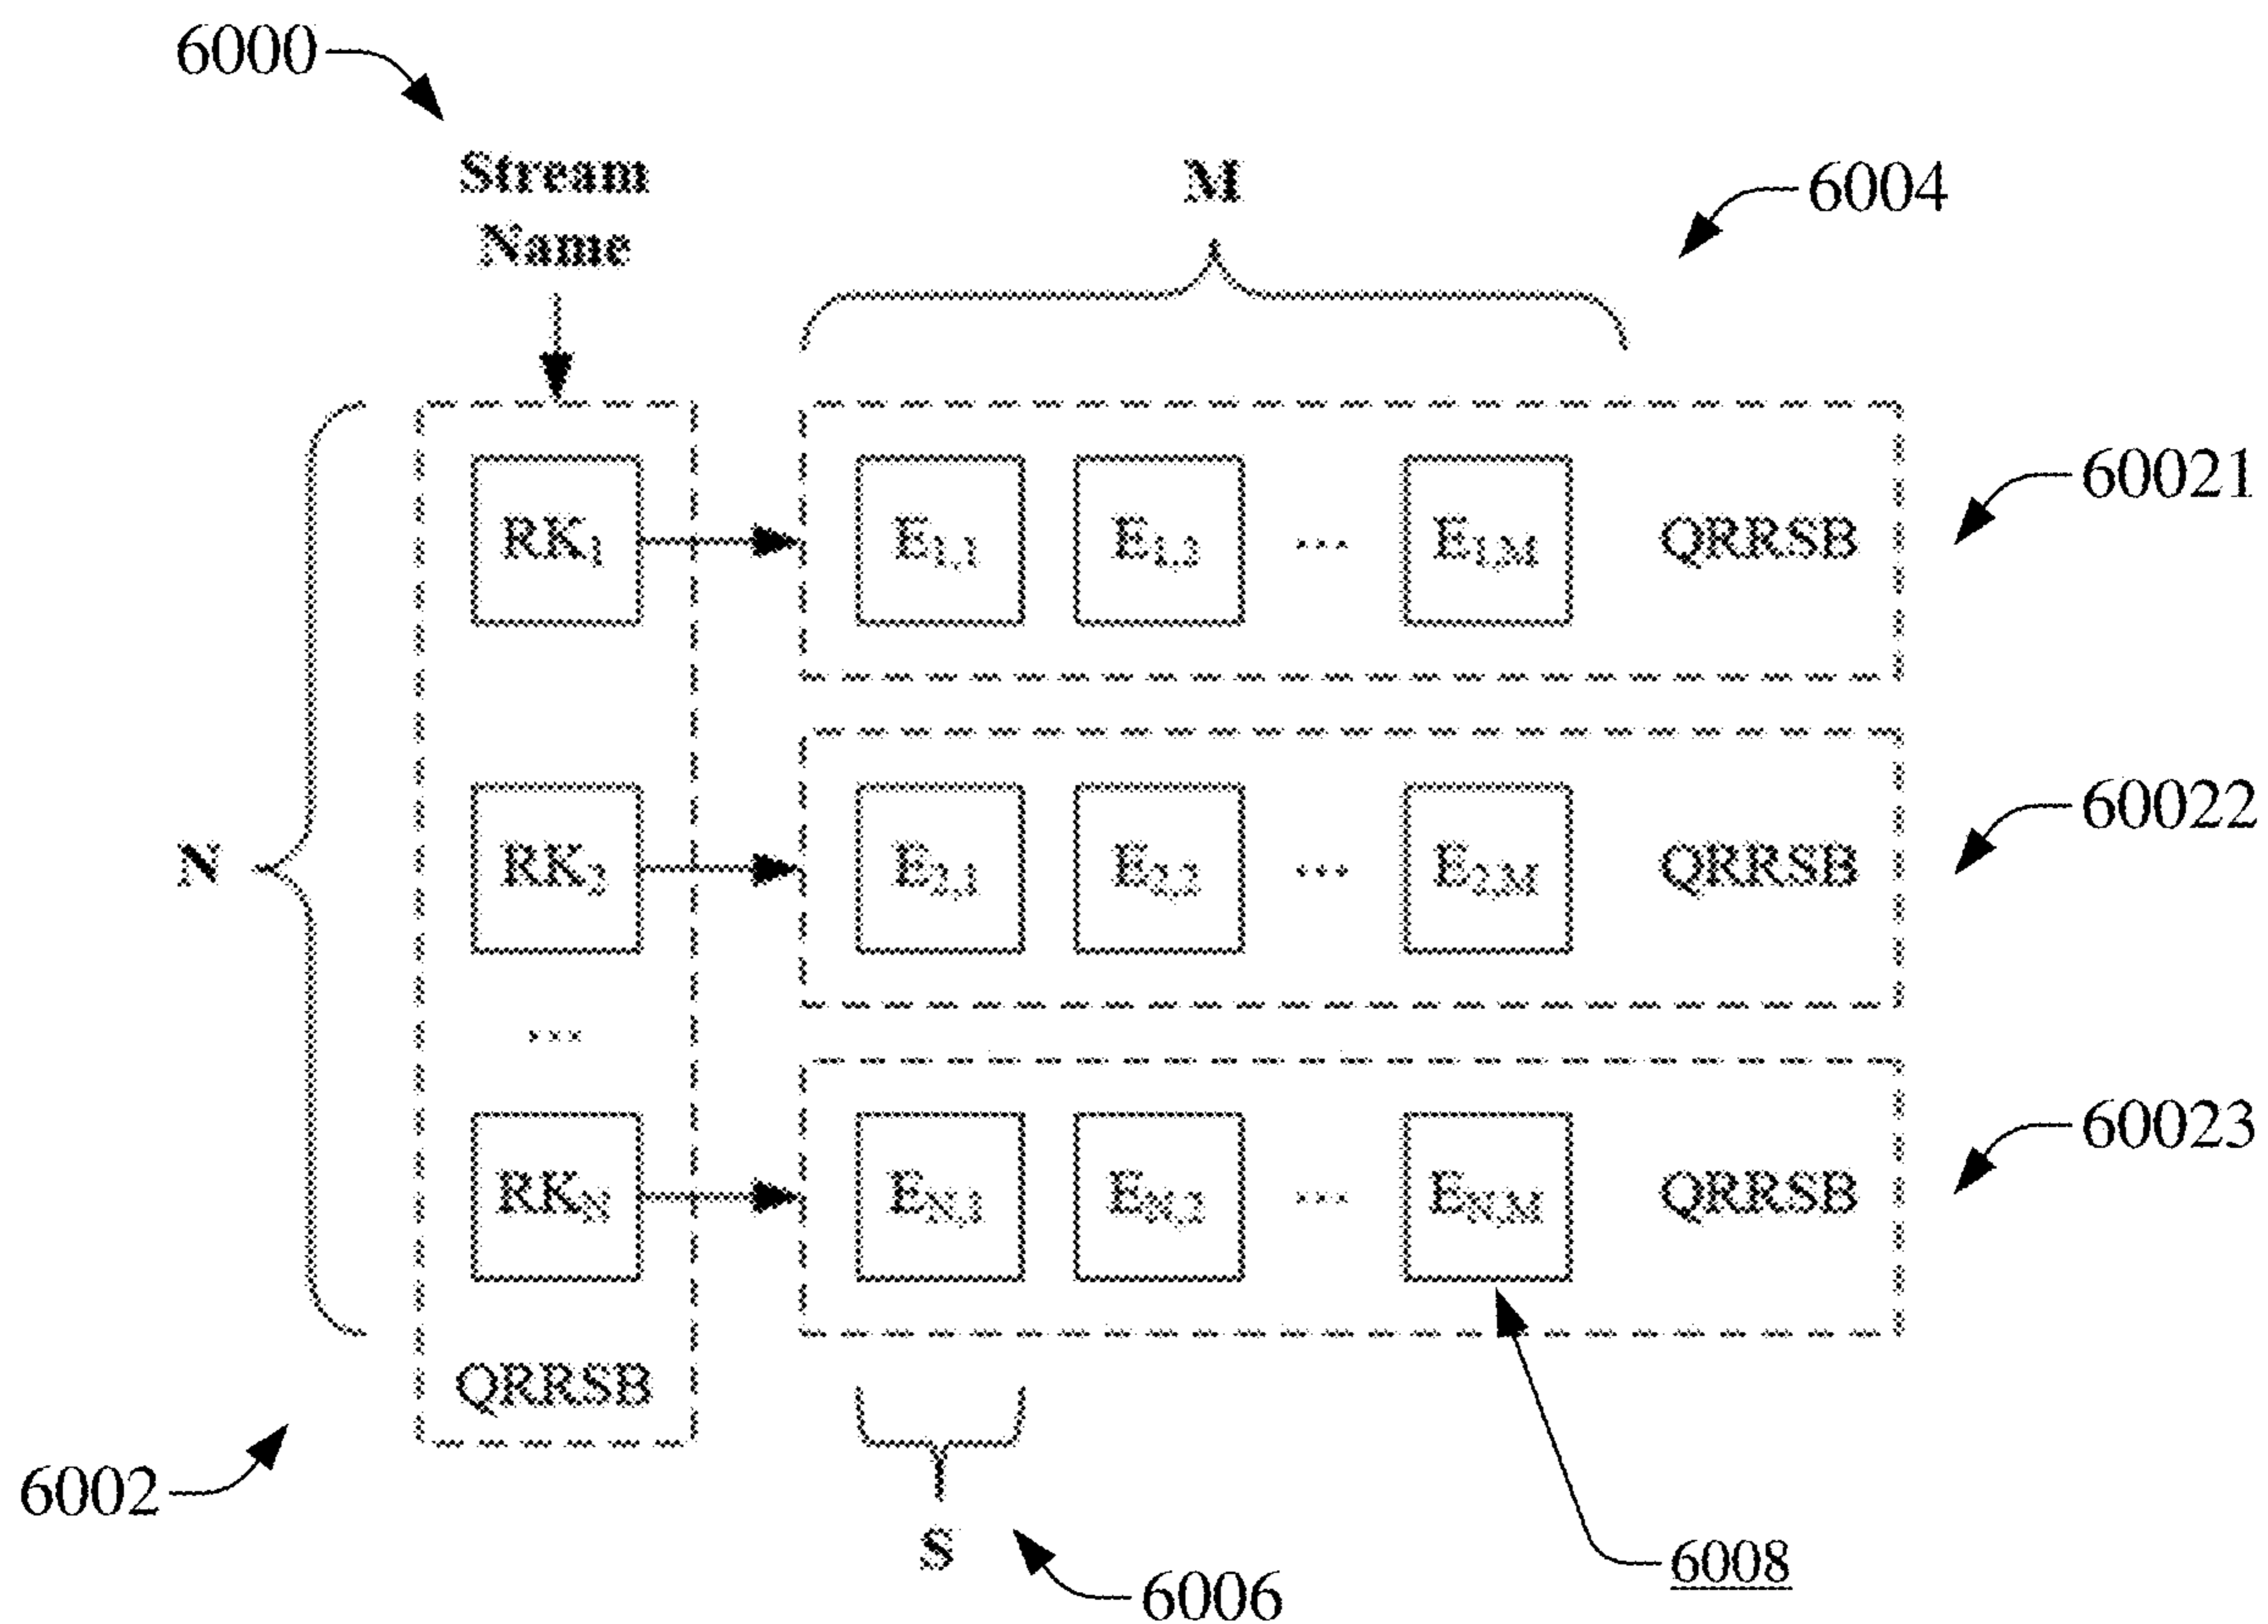 6000
Stream
Name
M
6004
RK1 E1,1 E1,2 ... E1,M QRRSB
60021
N
RK2 E2,1 E2,2 ... E2,M QRRSB
60022
...
RKN EN,1 EN,2 ... EN,M QRRSB
60023
QRRSB
6002
S
6006
6008